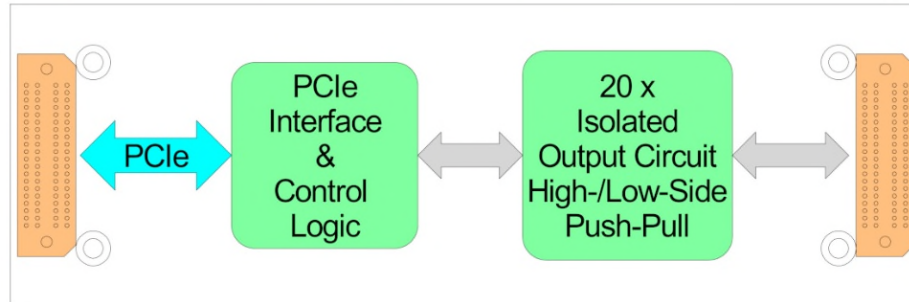 PCIe
PCIe
Interface
&
Control
Logic
20 x
Isolated
Output Circuit
High-/Low-Side
Push-Pull